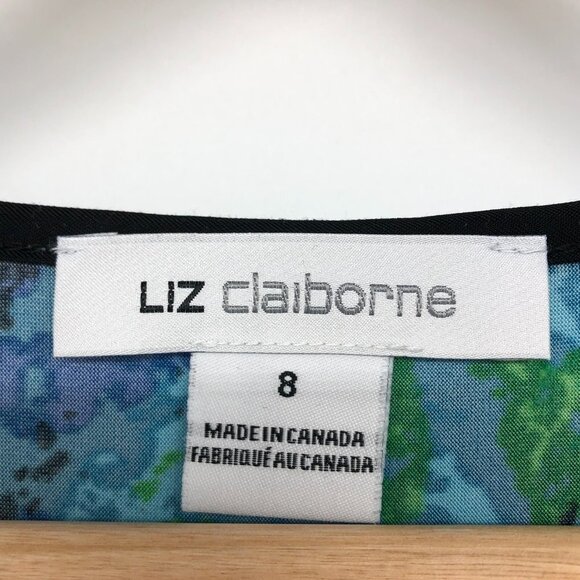 LIZ claiborne
8
MADE IN CANADA
FABRIQUÉ AU CANADA